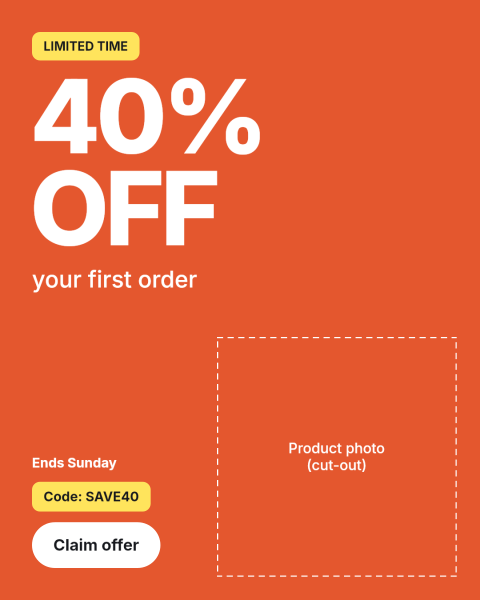 LIMITED TIME
40%
OFF
your first order
Product photo
(cut-out)
Ends Sunday
Code: SAVE40
Claim offer